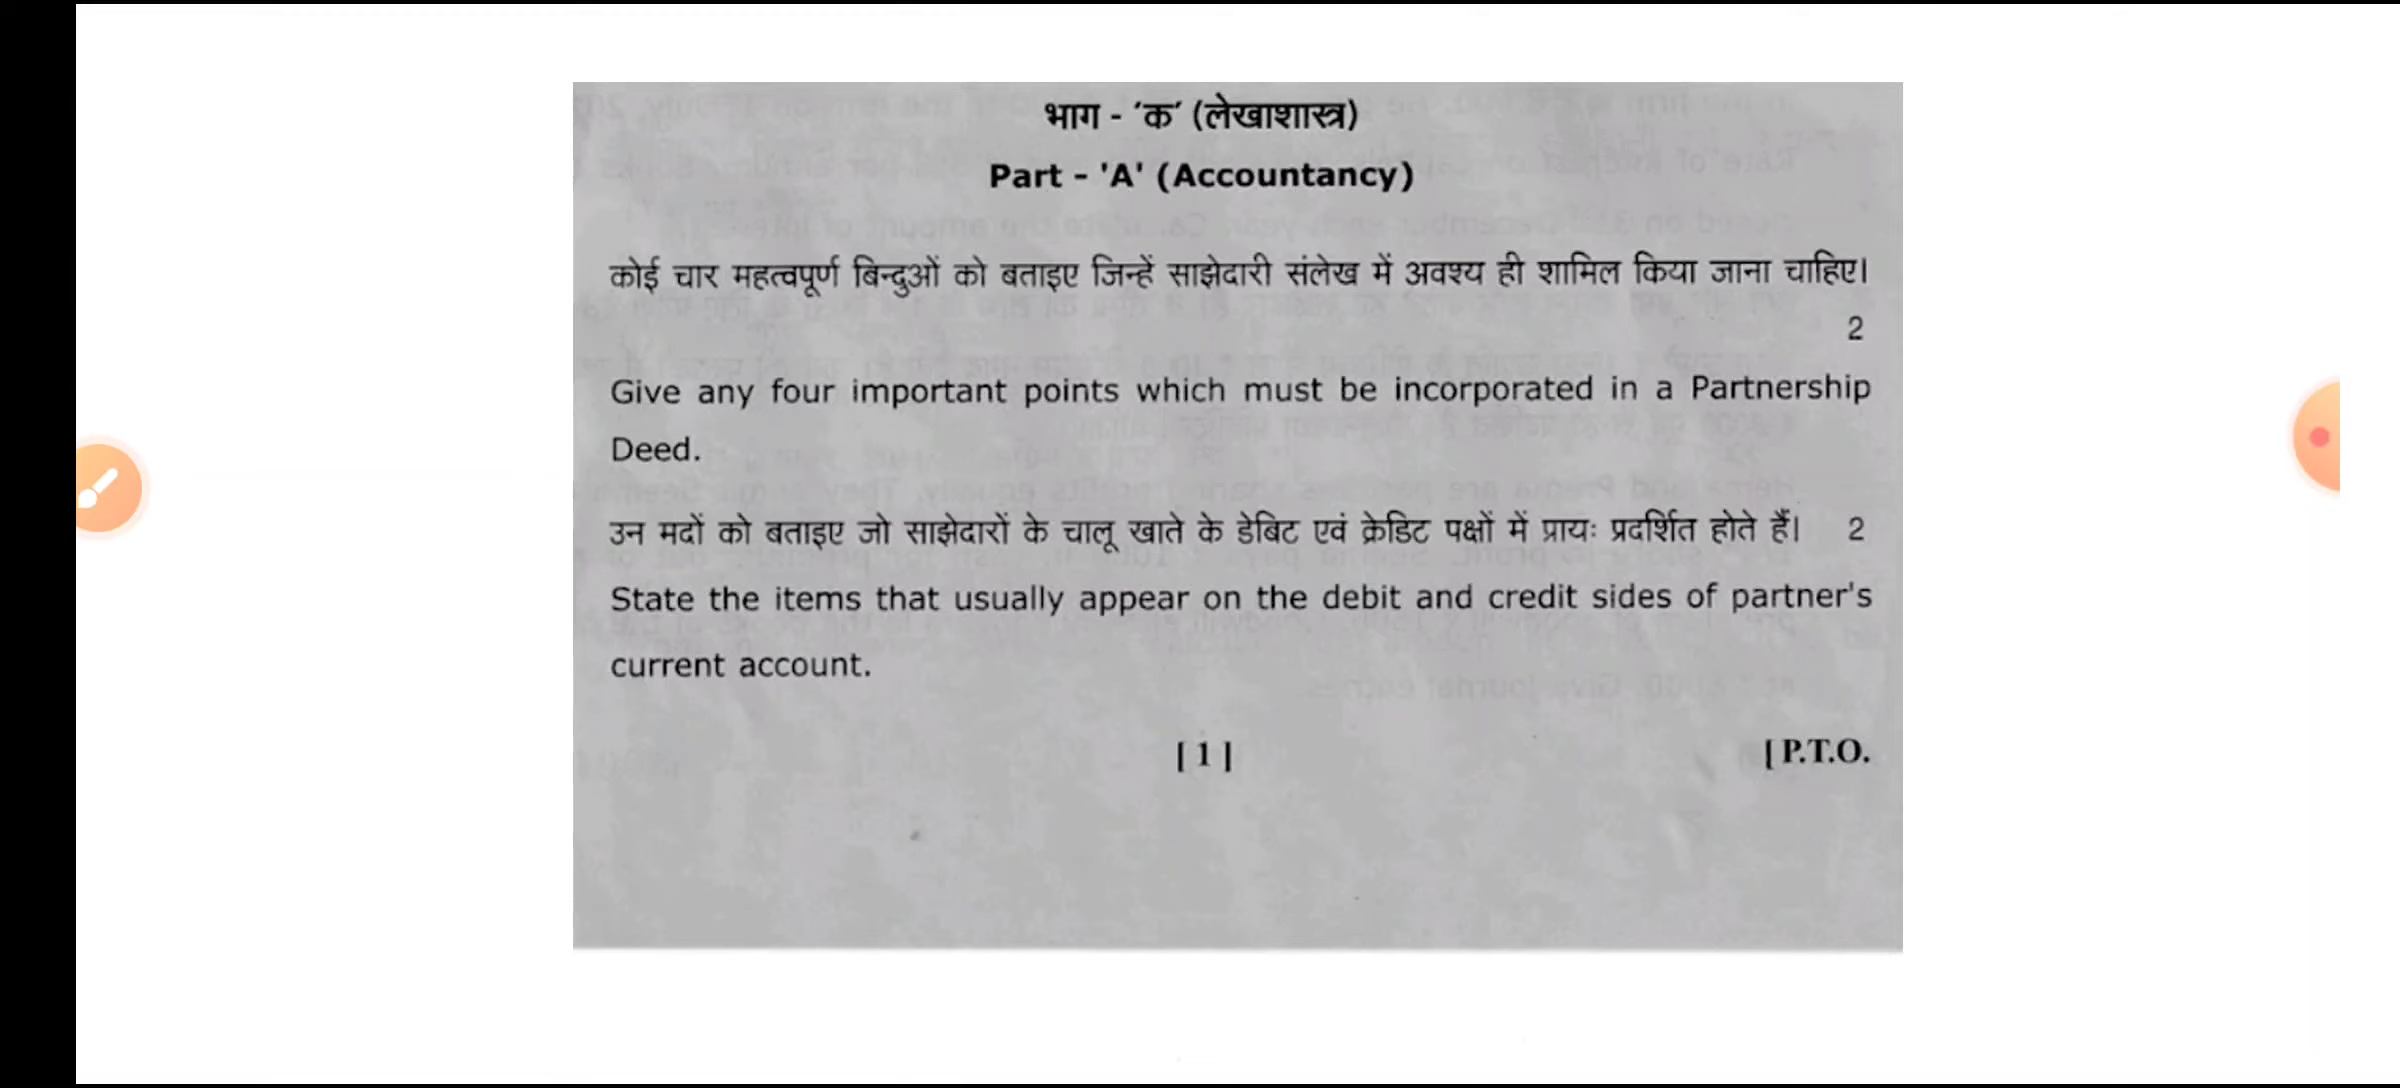 भाग - 'क' (लेखाशास्त्र)
Part - 'A' (Accountancy)
कोई चार महत्वपूर्ण बिन्दुओं को बताइए जिन्हें साझेदारी संलेख में अवश्य ही शामिल किया जाना चाहिए।
2
Give any four important points which must be incorporated in a Partnership
Deed.
उन मदों को बताइए जो साझेदारों के चालू खाते के डेबिट एवं क्रेडिट पक्षों में प्रायः प्रदर्शित होते हैं। 2
State the items that usually appear on the debit and credit sides of partner's
current account.
[ 1 ] [ P.T.O.